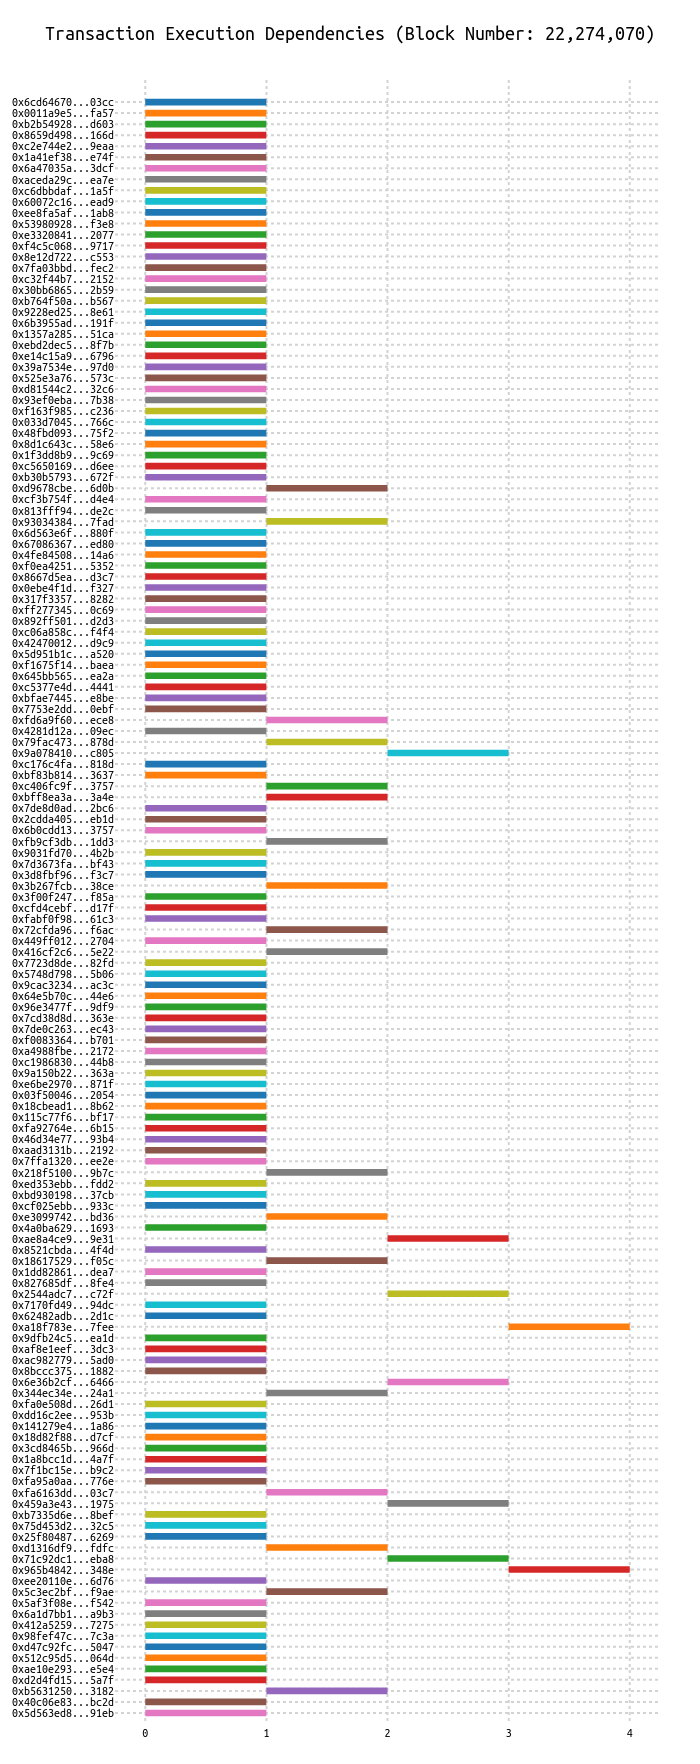 Transaction Execution Dependencies (Block Number: 22,274,070)
0x6cd64670...03cc
0x0011a9e5...fa57
0xb2b54928...d603
0x8659d498...166d
0xc2e744e2...9eaa
0x1a41ef38...e74f
0x6a47035a...3dcf
0xaceda29c...ea7e
0xc6dbbdaf...1a5f
0x60072c16...ead9
0xee8fa5af...1ab8
0x53980928...f3e8
0xe3320841...2077
0xf4c5c068...9717
0x8e12d722...c553
0x7fa03bbd...fec2
0xc32f44b7...2152
0x30bb6865...2b59
0xb764f50a...b567
0x9228ed25...8e61
0x6b3955ad...191f
0x1357a285...51ca
0xebd2dec5...8f7b
0xe14c15a9...6796
0x39a7534e...97d0
0x525e3a76...573c
0xd81544c2...32c6
0x93ef0eba...7b38
0xf163f985...c236
0x033d7045...766c
0x48fbd093...75f2
0x8d1c643c...58e6
0x1f3dd8b9...9c69
0xc5650169...d6ee
0xb30b5793...672f
0xd9678cbe...6d0b
0xcf3b754f...d4e4
0x813fff94...de2c
0x93034384...7fad
0x6d563e6f...880f
0x67086367...ed80
0x4fe84508...14a6
0xf0ea4251...5352
0x8667d5ea...d3c7
0x0ebe4f1d...f327
0x317f3357...8282
0xff277345...0c69
0x892ff501...d2d3
0xc06a858c...f4f4
0x42470012...d9c9
0x5d951b1c...a520
0xf1675f14...baea
0x645bb565...ea2a
0xc5377e4d...4441
0xbfae7445...e8be
0x7753e2dd...0ebf
0xfd6a9f60...ece8
0x4281d12a...09ec
0x79fac473...878d
0x9a078410...c805
0xc176c4fa...818d
0xbf83b814...3637
0xc406fc9f...3757
0xbff8ea3a...3a4e
0x7de8d0ad...2bc6
0x2cdda405...eb1d
0x6b0cdd13...3757
0xfb9cf3db...1dd3
0x9031fd70...4b2b
0x7d3673fa...bf43
0x3d8fbf96...f3c7
0x3b267fcb...38ce
0x3f00f247...f85a
0xcfd4cebf...d17f
0xfabf0f98...61c3
0x72cfda96...f6ac
0x449ff012...2704
0x416cf2c6...5e22
0x7723d8de...82fd
0x5748d798...5b06
0x9cac3234...ac3c
0x64e5b70c...44e6
0x96e3477f...9df9
0x7cd38d8d...363e
0x7de0c263...ec43
0xf0083364...b701
0xa4988fbe...2172
0xc1986830...44b8
0x9a150b22...363a
0xe6be2970...871f
0x03f50046...2054
0x18cbead1...8b62
0x115c77f6...bf17
0xfa92764e...6b15
0x46d34e77...93b4
0xaad3131b...2192
0x7ffa1320...ee2e
0x218f5100...9b7c
0xed353ebb...fdd2
0xbd930198...37cb
0xcf025ebb...933c
0xe3099742...bd36
0x4a0ba629...1693
0xae8a4ce9...9e31
0x8521cbda...4f4d
0x18617529...f05c
0x1dd82861...dea7
0x827685df...8fe4
0x2544adc7...c72f
0x7170fd49...94dc
0x62482adb...2d1c
0xa18f783e...7fee
0x9dfb24c5...ea1d
0xaf8e1eef...3dc3
0xac982779...5ad0
0x8bccc375...1882
0x6e36b2cf...6466
0x344ec34e...24a1
0xfa0e508d...26d1
0xdd16c2ee...953b
0x141279e4...1a86
0x18d82f88...d7cf
0x3cd8465b...966d
0x1a8bcc1d...4a7f
0x7f1bc15e...b9c2
0xfa95a0aa...776e
0xfa6163dd...03c7
0x459a3e43...1975
0xb7335d6e...8bef
0x75d453d2...32c5
0x25f80487...6269
0xd1316df9...fdfc
0x71c92dc1...eba8
0x965b4842...348e
0xee20110e...6d76
0x5c3ec2bf...f9ae
0x5af3f08e...f542
0x6a1d7bb1...a9b3
0x412a5259...7275
0x98fef47c...7c3a
0xd47c92fc...5047
0x512c95d5...064d
0xae10e293...e5e4
0xd2d4fd15...5a7f
0xb5631250...3182
0x40c06e83...bc2d
0x5d563ed8...91eb
0 1 2 3 4